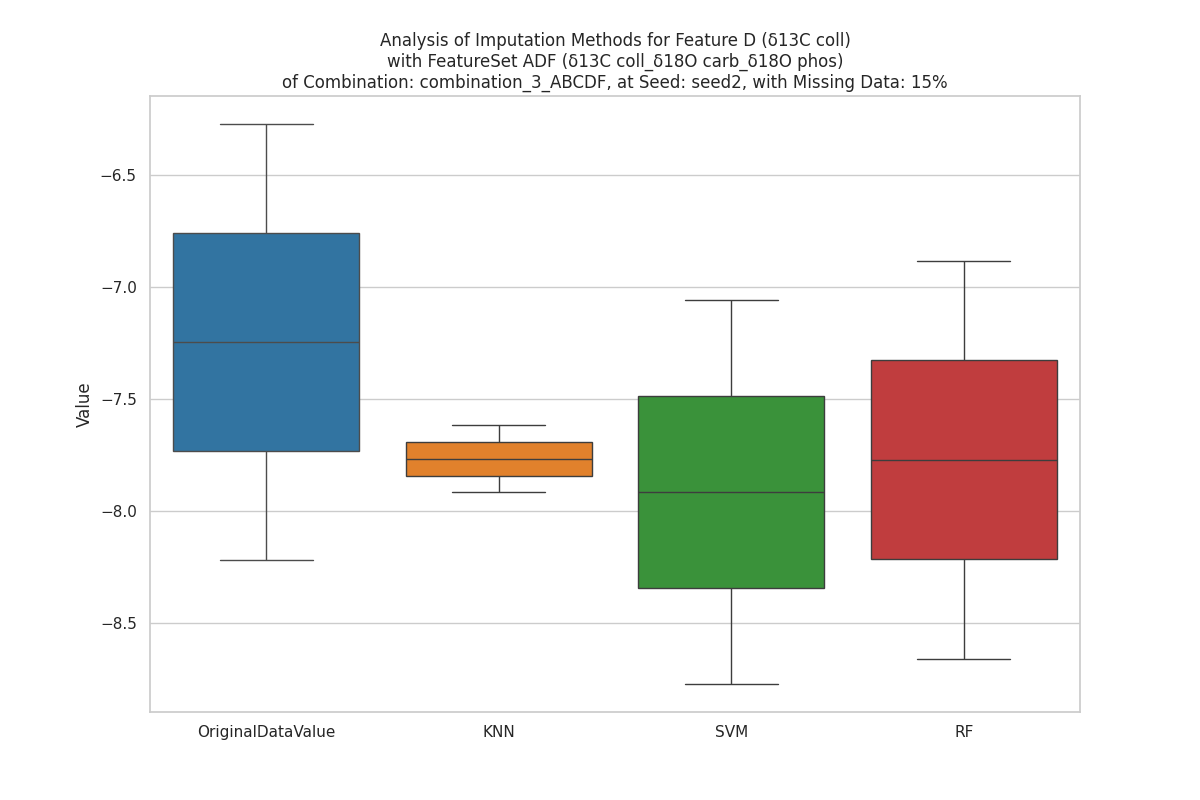 Analysis of Imputation Methods for Feature D (δ13C coll)
with FeatureSet ADF (δ13C coll_δ18O carb_δ18O phos)
of Combination: combination_3_ABCDF, at Seed: seed2, with Missing Data: 15%
Value
−6.5
−7.0
−7.5
−8.0
−8.5
OriginalDataValue
KNN
SVM
RF